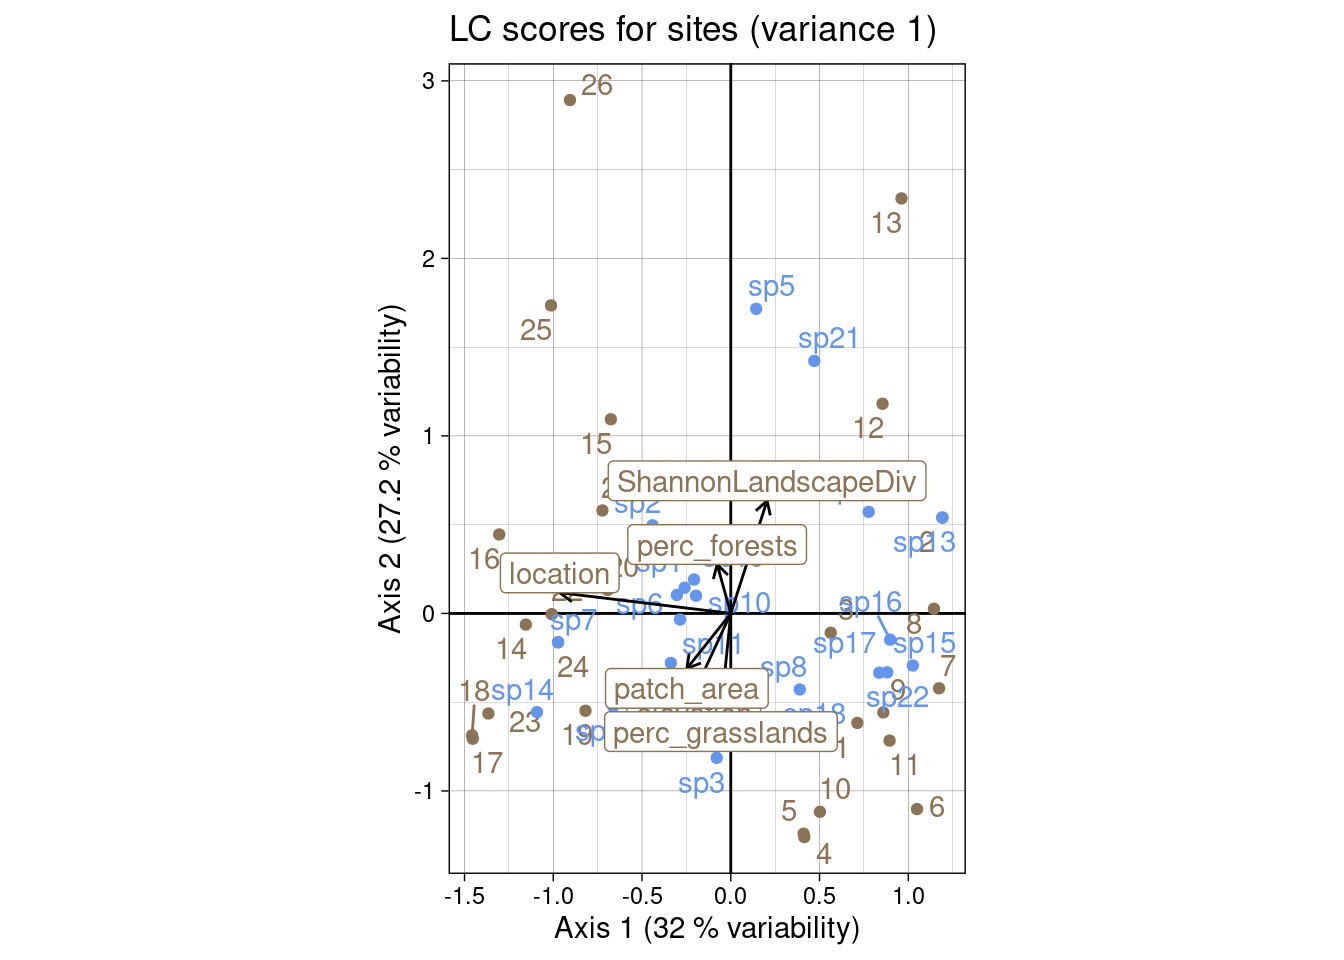 LC scores for sites (variance 1)
3
26
13
2
sp5
25
sp21
12
1
15
ShannonLandscapeDiv
sp2
perc_forests
sp13
16
location
20
sp6
sp10
sp16
0
14
sp7
8
sp11
sp17
sp15
24
sp8
7
patch_area
18
sp14
9
sp22
23
19
perc_grasslands
sp18
17
11
sp3
-1
10
5
6
4
-1.5
-1.0
-0.5
0.0
0.5
1.0
Axis 1 (32 % variability)
Axis 2 (27.2 % variability)